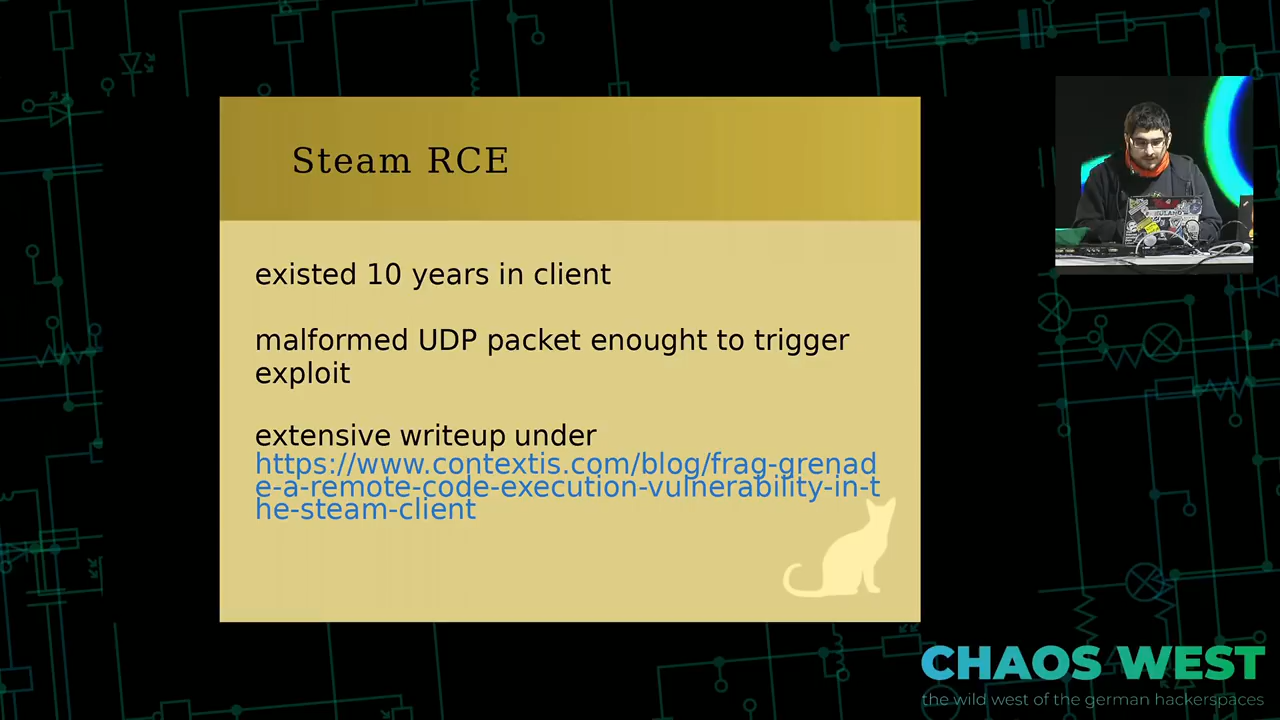 Steam RCE
existed 10 years in client
malformed UDP packet enought to trigger
exploit
extensive writeup under
https://www.contextis.com/blog/frag-grenad
e-a-remote-code-execution-vulnerability-in-t
he-steam-client
CHAOS WEST
the wild west of the german hackerspaces